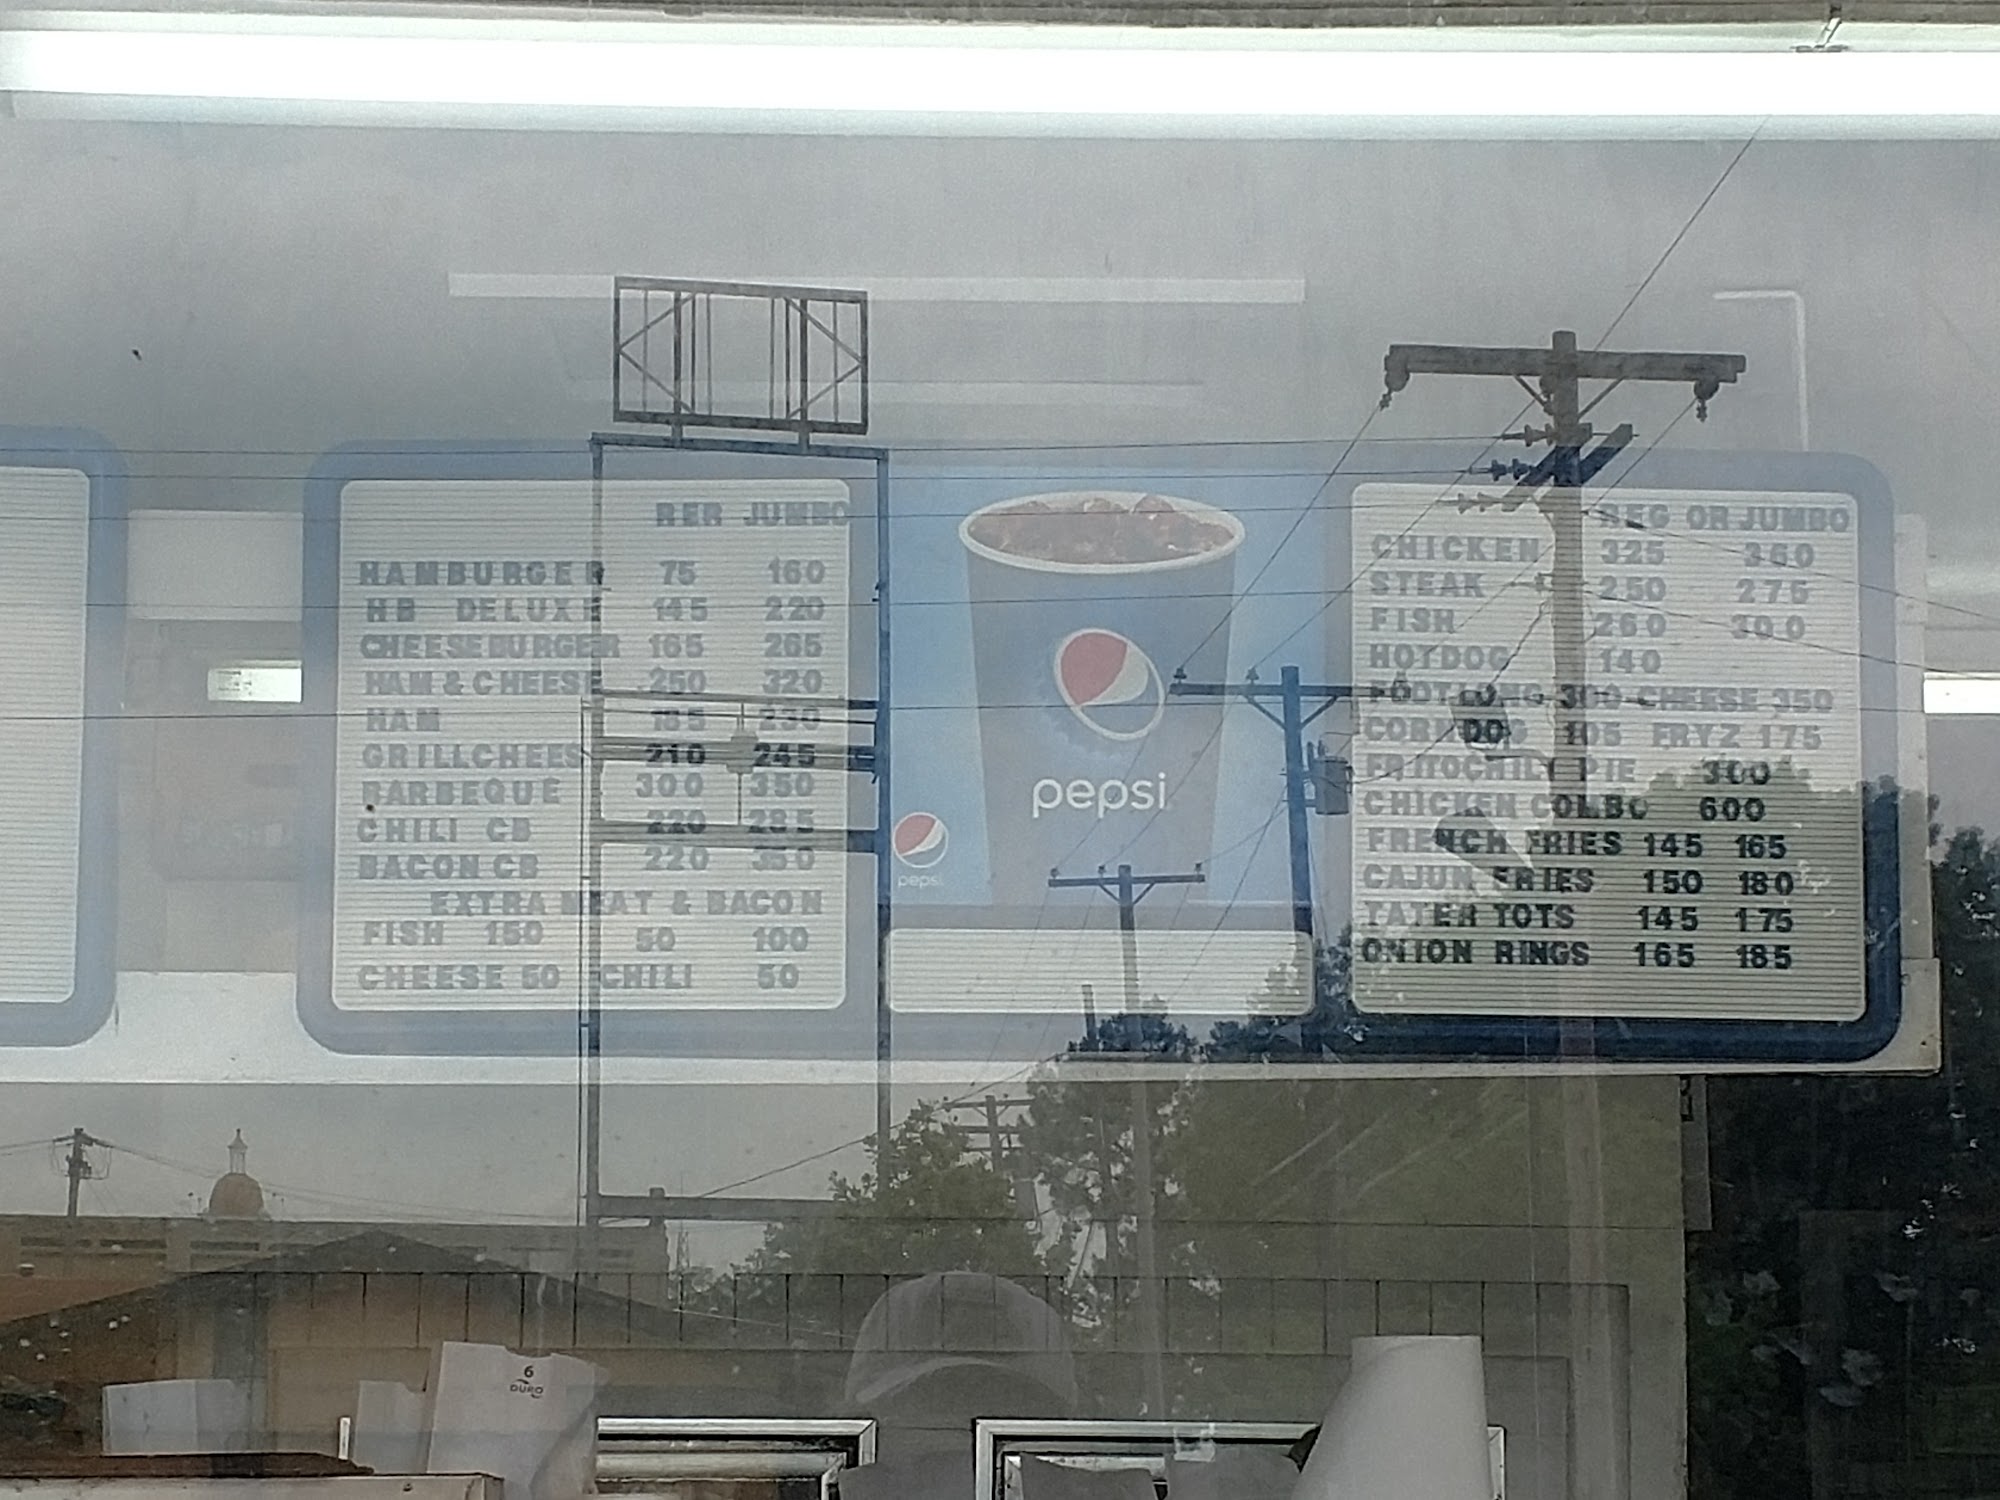 RER JUMBO
HAMBURGER 75 160
HB DELUXE 145 220
CHEESEBURGER 165 265
HAM & CHEESE 250 320
HAM 185 230
GRILLCHEES 210 245
BARBEQUE 300 350
CHILI CB 220 285
BACON CB 220 350
EXTRA MEAT & BACON
FISH 150 50 100
CHEESE 50 CHILI 50
pepsi
pepsi
REG OR JUMBO
CHICKEN 325 360
STEAK 250 275
FISH 260 300
HOTDOG 140
FOOTLONG 300 CHEESE 350
CORNDOG 105 FRYZ 175
FRITOCHILI PIE 300
CHICKEN COMBO 600
FRENCH FRIES 145 165
CAJUN FRIES 150 180
TATER TOTS 145 175
ONION RINGS 165 185
6
DURO